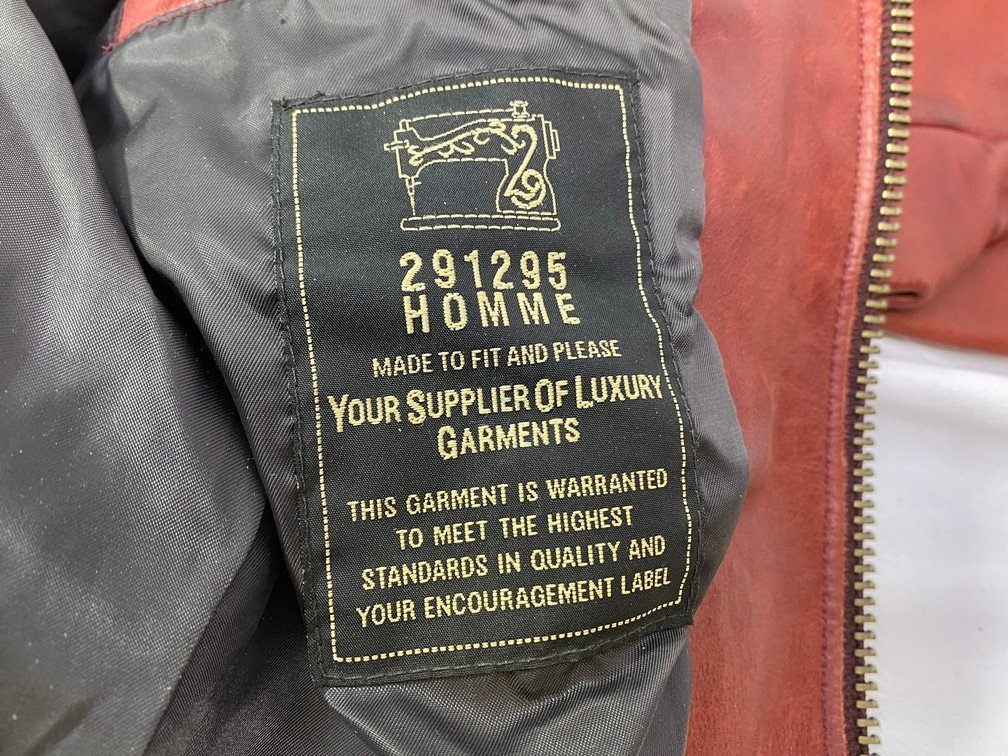 29
291295
HOMME
MADE TO FIT AND PLEASE
YOUR SUPPLIER OF LUXURY
GARMENTS
THIS GARMENT IS WARRANTED
TO MEET THE HIGHEST
STANDARDS IN QUALITY AND
YOUR ENCOURAGEMENT LABEL